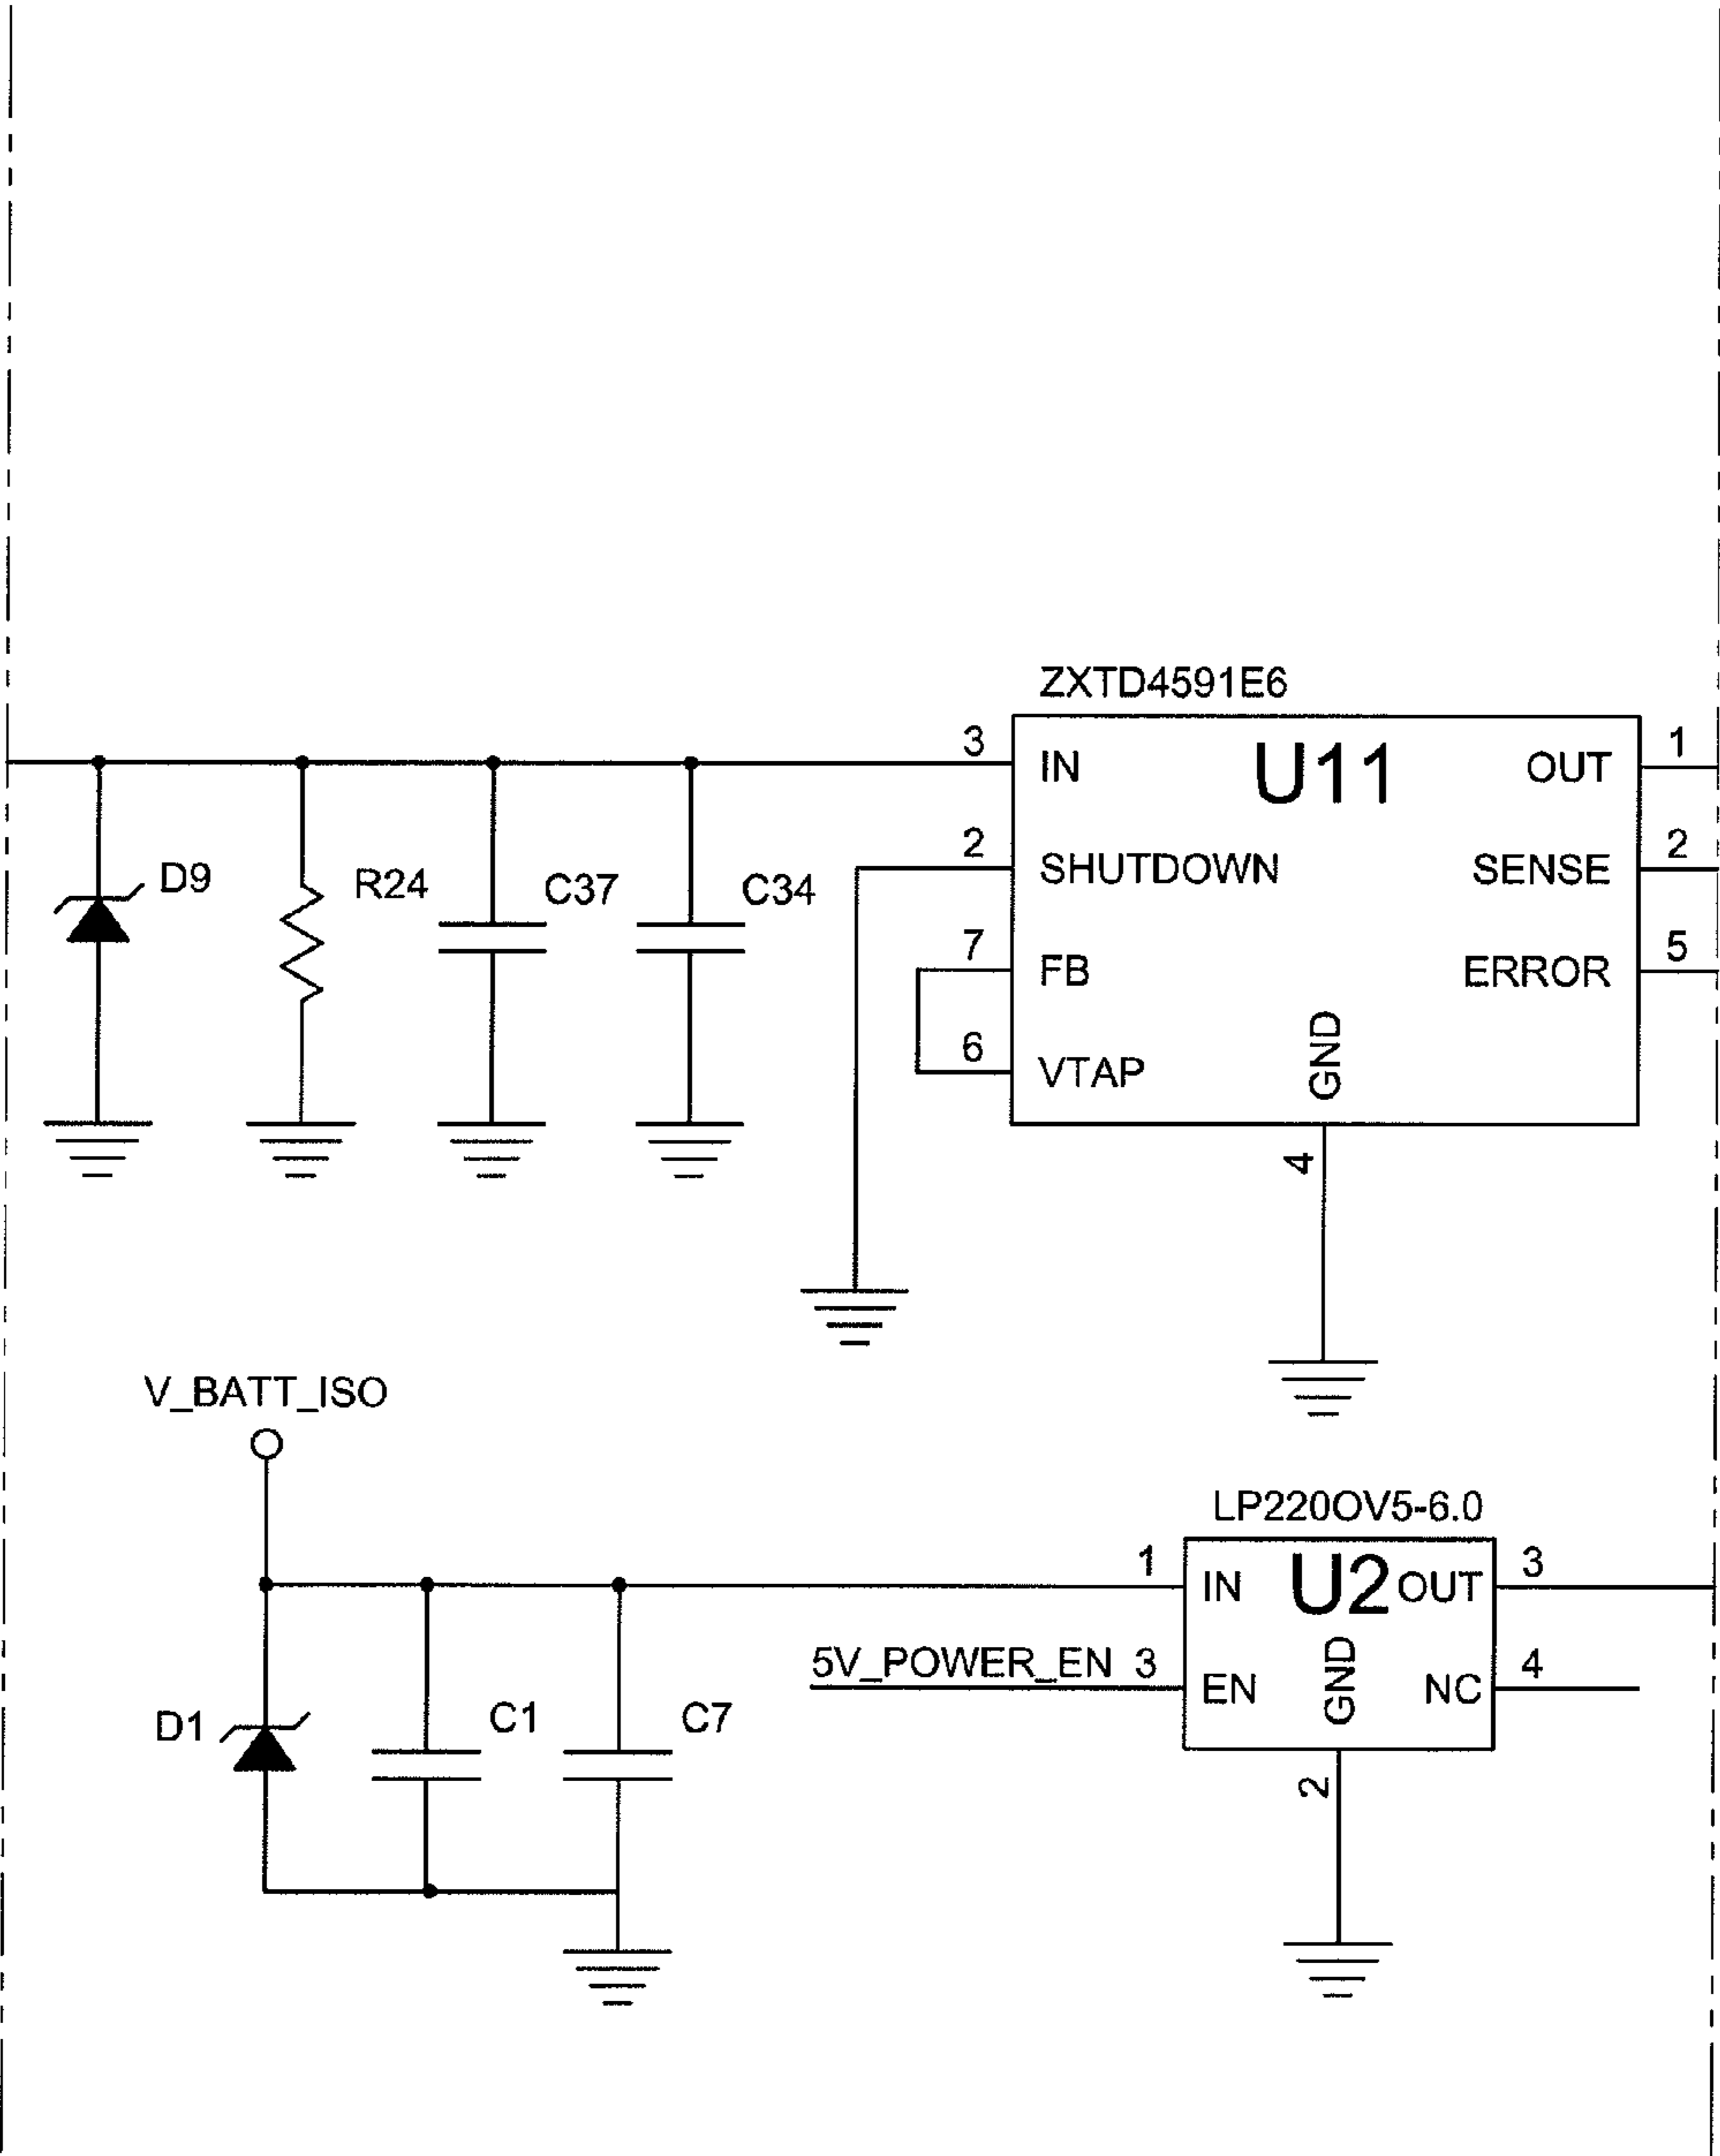 ZXTD4591E6
3 IN U11 OUT 1
D9 R24 C37 C34 2 SHUTDOWN SENSE 2
7 FB ERROR 5
6 VTAP GND
4
V_BATT_ISO
LP220OV5-6.0
1 IN U2 OUT 3
5V_POWER_EN 3 EN GND NC 4
D1 C1 C7
2